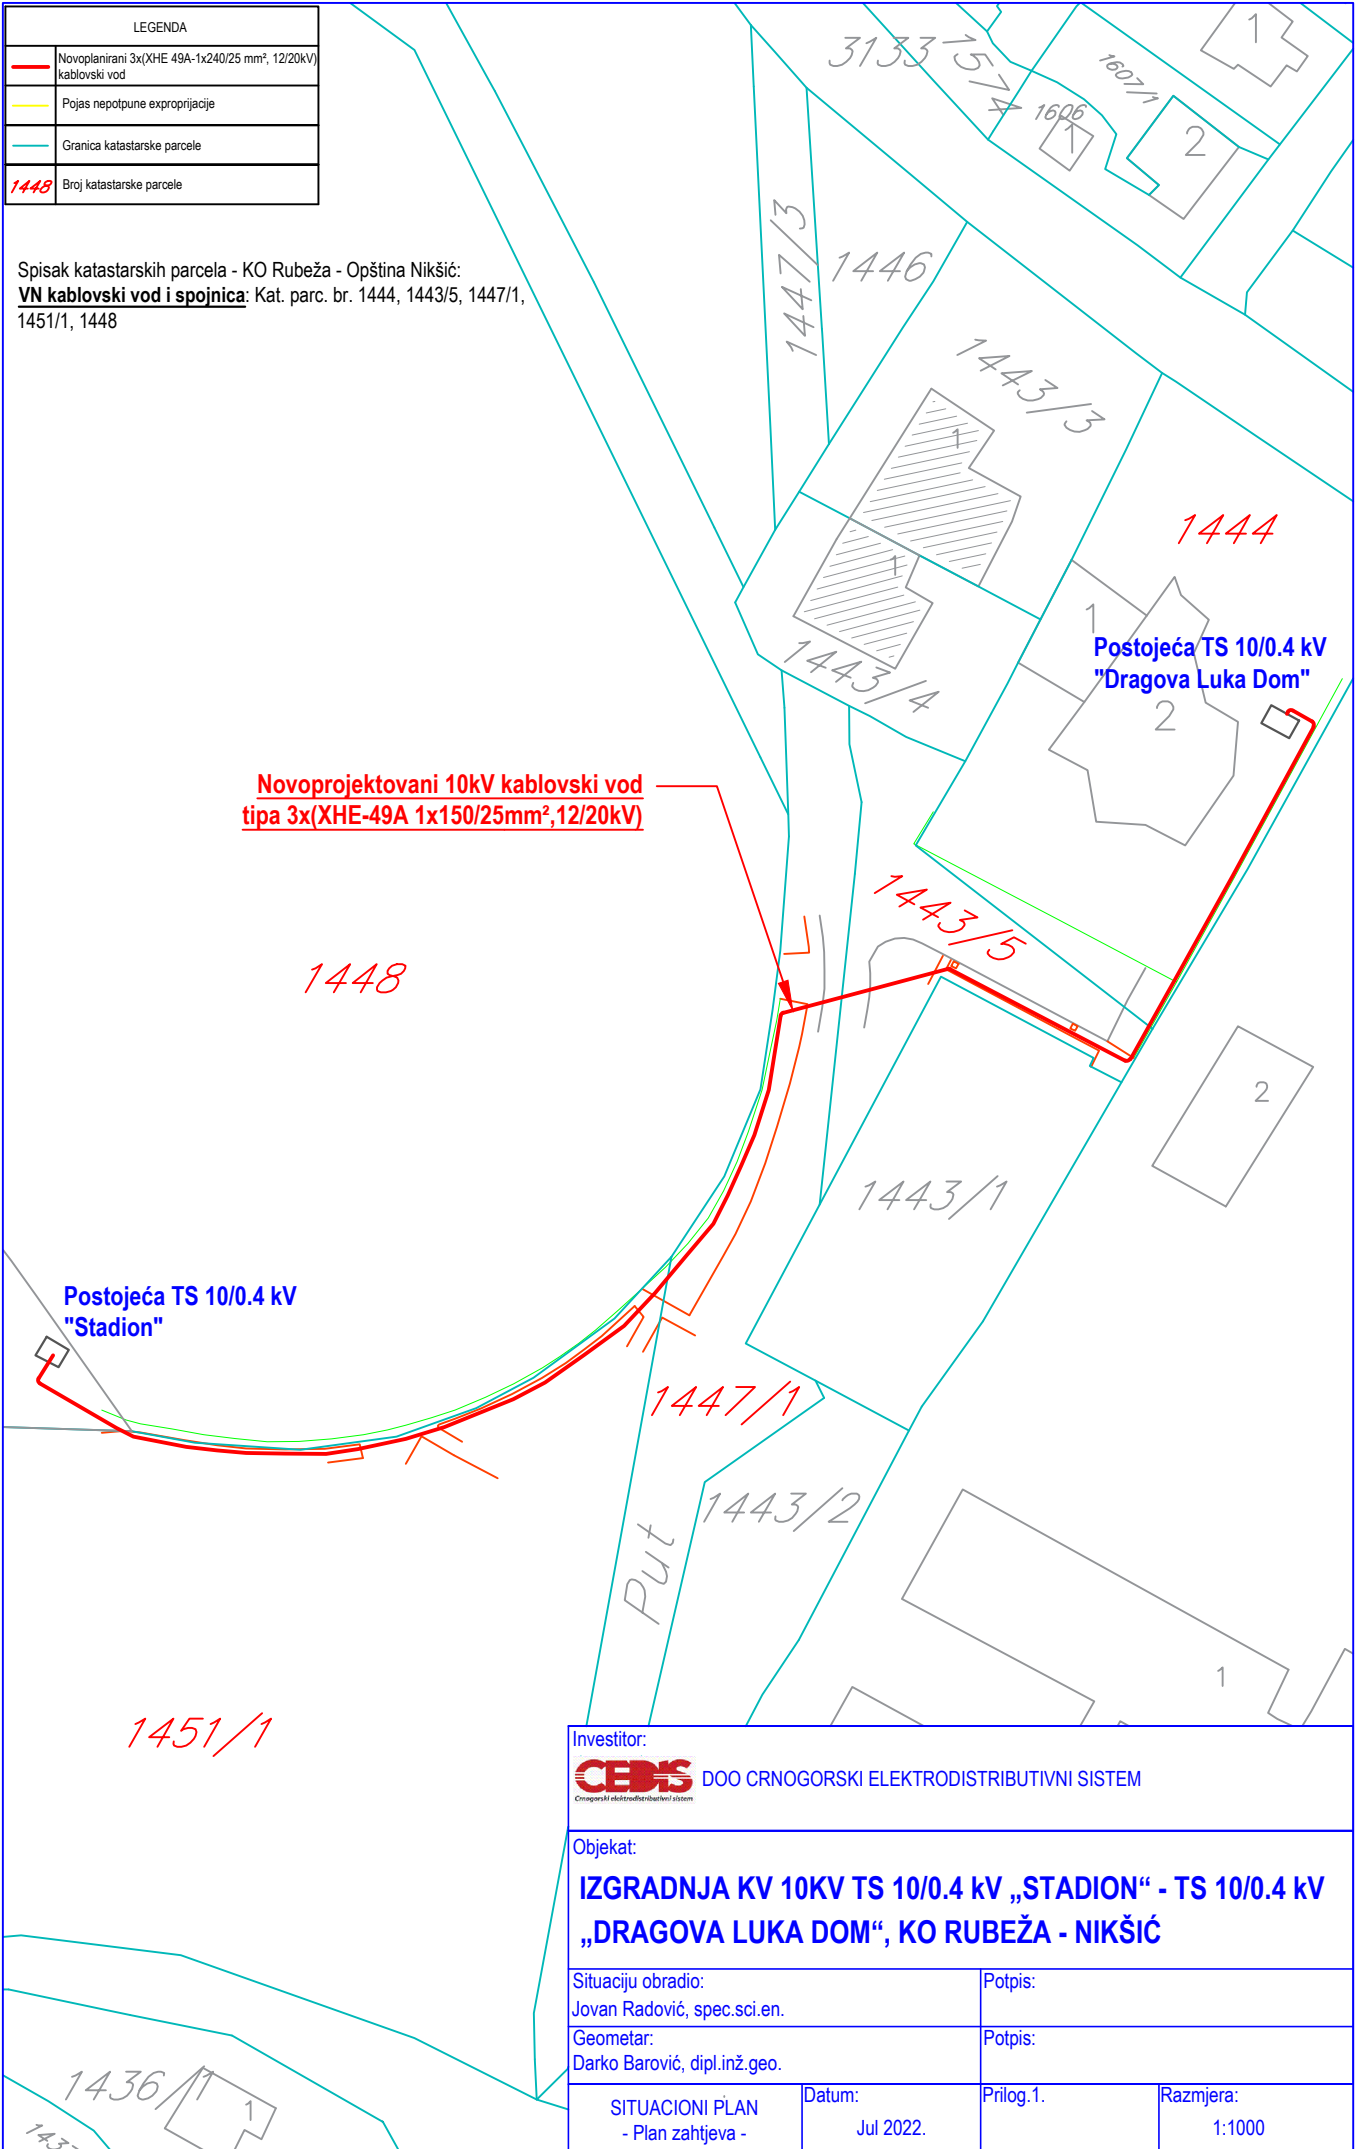 LEGENDA
Novoplanirani 3x(XHE 49A-1x240/25 mm², 12/20kV)
kablovski vod
Pojas nepotpune exproprijacije
Granica katastarske parcele
1448 Broj katastarske parcele
Spisak katastarskih parcela - KO Rubeža - Opština Nikšić:
VN kablovski vod i spojnica: Kat. parc. br. 1444, 1443/5, 1447/1,
1451/1, 1448
3133
1574
1606
1
1607/1
2
1
1447/3
1446
1443/3
1
1
1443/4
1444
1
2
Postojeća TS 10/0.4 kV
"Dragova Luka Dom"
Novoprojektovani 10kV kablovski vod
tipa 3x(XHE-49A 1x150/25mm²,12/20kV)
1443/5
1448
2
1443/1
Postojeća TS 10/0.4 kV
"Stadion"
1447/1
1443/2
Put
1
1451/1
1436/1
1
Investitor:
CEDIS
Crnogorski elektrodistributivni sistem
DOO CRNOGORSKI ELEKTRODISTRIBUTIVNI SISTEM
Objekat:
IZGRADNJA KV 10KV TS 10/0.4 kV „STADION“ - TS 10/0.4 kV
„DRAGOVA LUKA DOM“, KO RUBEŽA - NIKŠIĆ
Situaciju obradio:
Jovan Radović, spec.sci.en.
Potpis:
Geometar:
Darko Barović, dipl.inž.geo.
Potpis:
SITUACIONI PLAN
- Plan zahtjeva -
Datum:
Jul 2022.
Prilog.1.
Razmjera:
1:1000